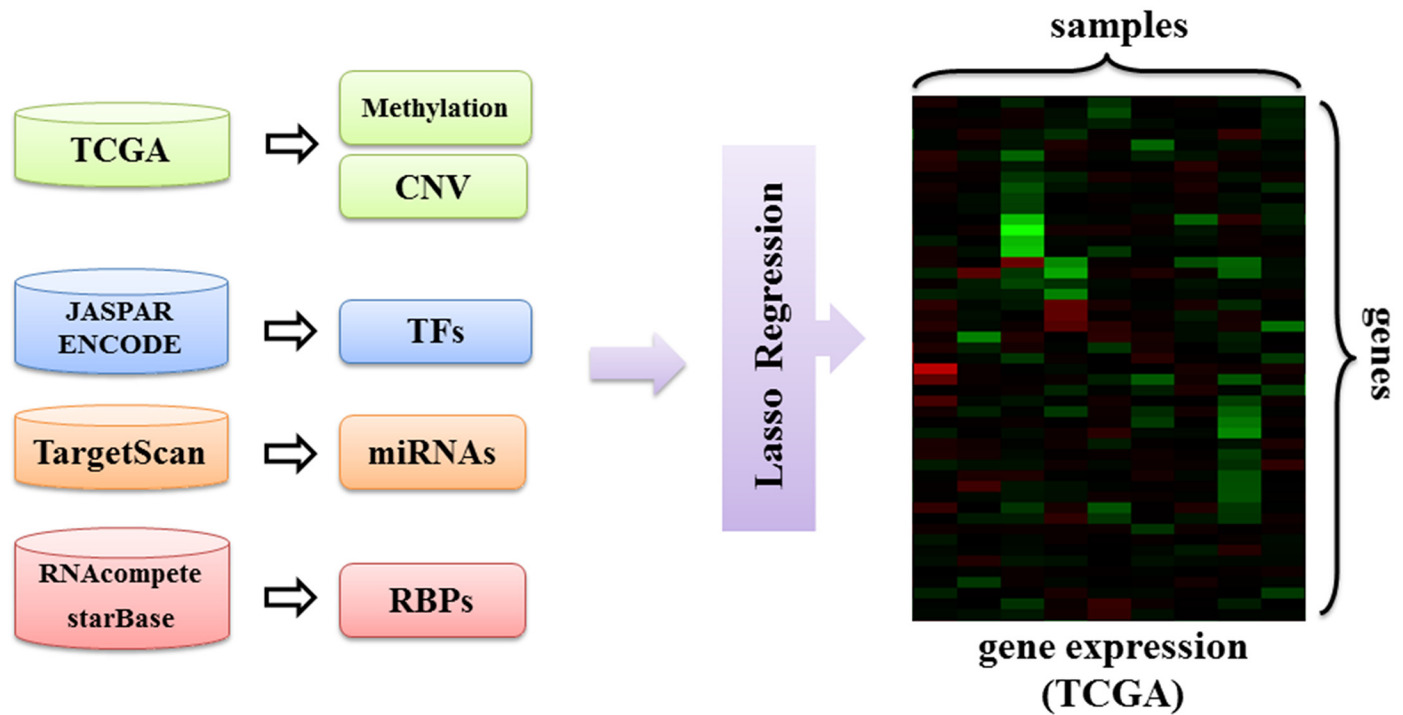 TCGA
Methylation
CNV
JASPAR
ENCODE
TFs
TargetScan
miRNAs
RNAcompete
starBase
RBPs
Lasso Regression
samples
genes
gene expression
(TCGA)